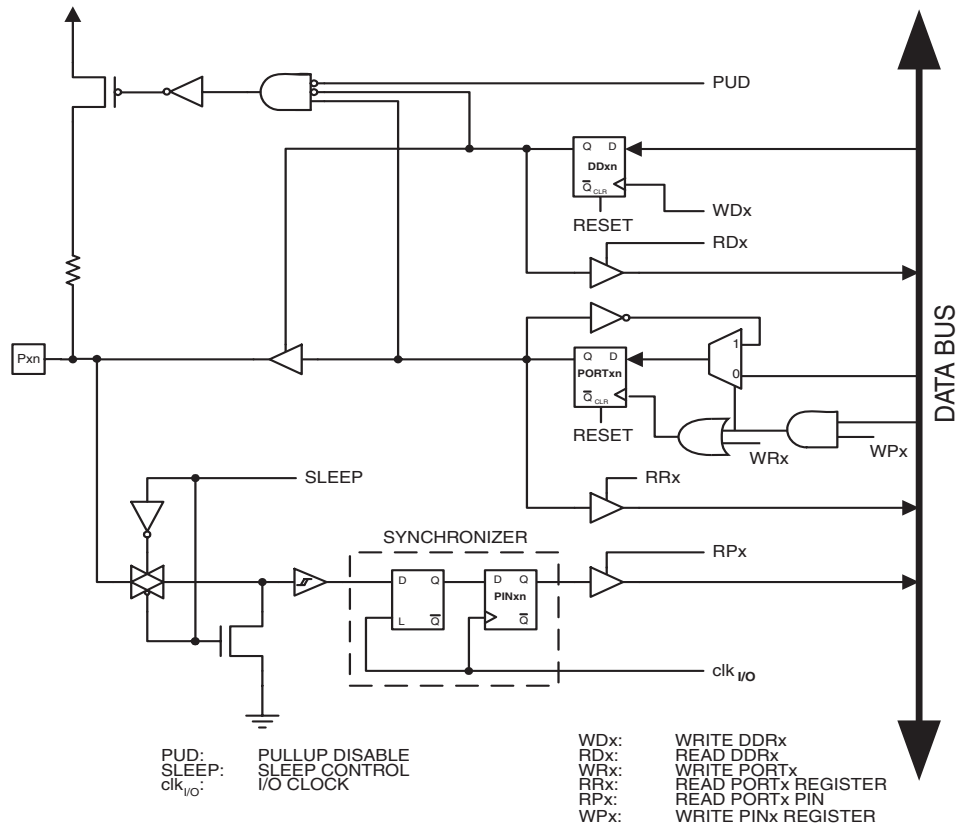 PUD
Q D
DDxn
Q CLR
WDx
RESET
RDx
Pxn
1
Q D
PORTxn
0
Q CLR
RESET
WRx
WPx
DATA BUS
SLEEP
RRx
SYNCHRONIZER
RPx
D Q
D Q
PINxn
L Q
Q
clk I/O
PUD: PULLUP DISABLE
SLEEP: SLEEP CONTROL
clkI/O: I/O CLOCK
WDx: WRITE DDRx
RDx: READ DDRx
WRx: WRITE PORTx
RRx: READ PORTx REGISTER
RPx: READ PORTx PIN
WPx: WRITE PINx REGISTER